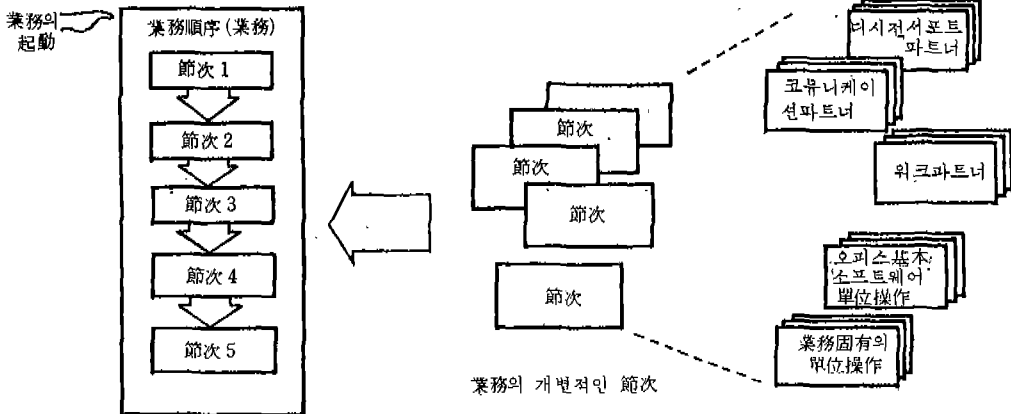 業務의
起動
業務順序(業務)
節次 1
節次 2
節次 3
節次 4
節次 5
節次
節次
節次
節次
業務의 개별적인 節次
디시전서포트
파트너
코뮤니케이
션파트너
워크파트너
오피스基本
소프트웨어
單位操作
業務固有의
單位操作